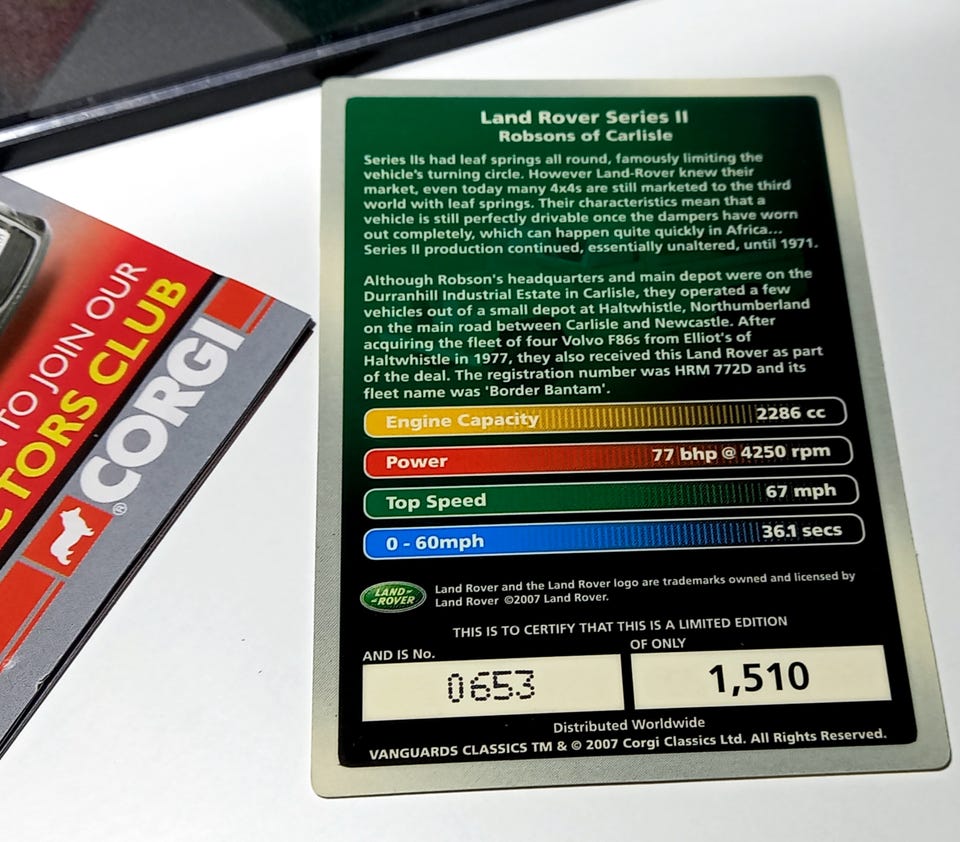 Land Rover Series II
Robsons of Carlisle
Series IIs had leaf springs all round, famously limiting the
vehicle's turning circle. However Land-Rover knew their
market, even today many 4x4s are still marketed to the third
world with leaf springs. Their characteristics mean that a
vehicle is still perfectly drivable once the dampers have worn
out completely, which can happen quite quickly in Africa...
Series II production continued, essentially unaltered, until 1971.
Although Robson's headquarters and main depot were on the
Durranhill Industrial Estate in Carlisle, they operated a few
vehicles out of a small depot at Haltwhistle, Northumberland
on the main road between Carlisle and Newcastle. After
acquiring the fleet of four Volvo F86s from Elliot's of
Haltwhistle in 1977, they also received this Land Rover as part
of the deal. The registration number was HRM 772D and its
fleet name was 'Border Bantam'.
Engine Capacity 2286 cc
Power 77 bhp @ 4250 rpm
Top Speed 67 mph
0 - 60mph 36.1 secs
LAND-
-ROVER
Land Rover and the Land Rover logo are trademarks owned and licensed by
Land Rover ©2007 Land Rover.
THIS IS TO CERTIFY THAT THIS IS A LIMITED EDITION
AND IS No. OF ONLY
0653 1,510
Distributed Worldwide
VANGUARDS CLASSICS TM & © 2007 Corgi Classics Ltd. All Rights Reserved.
TO JOIN OUR
CLUB
CORGI®